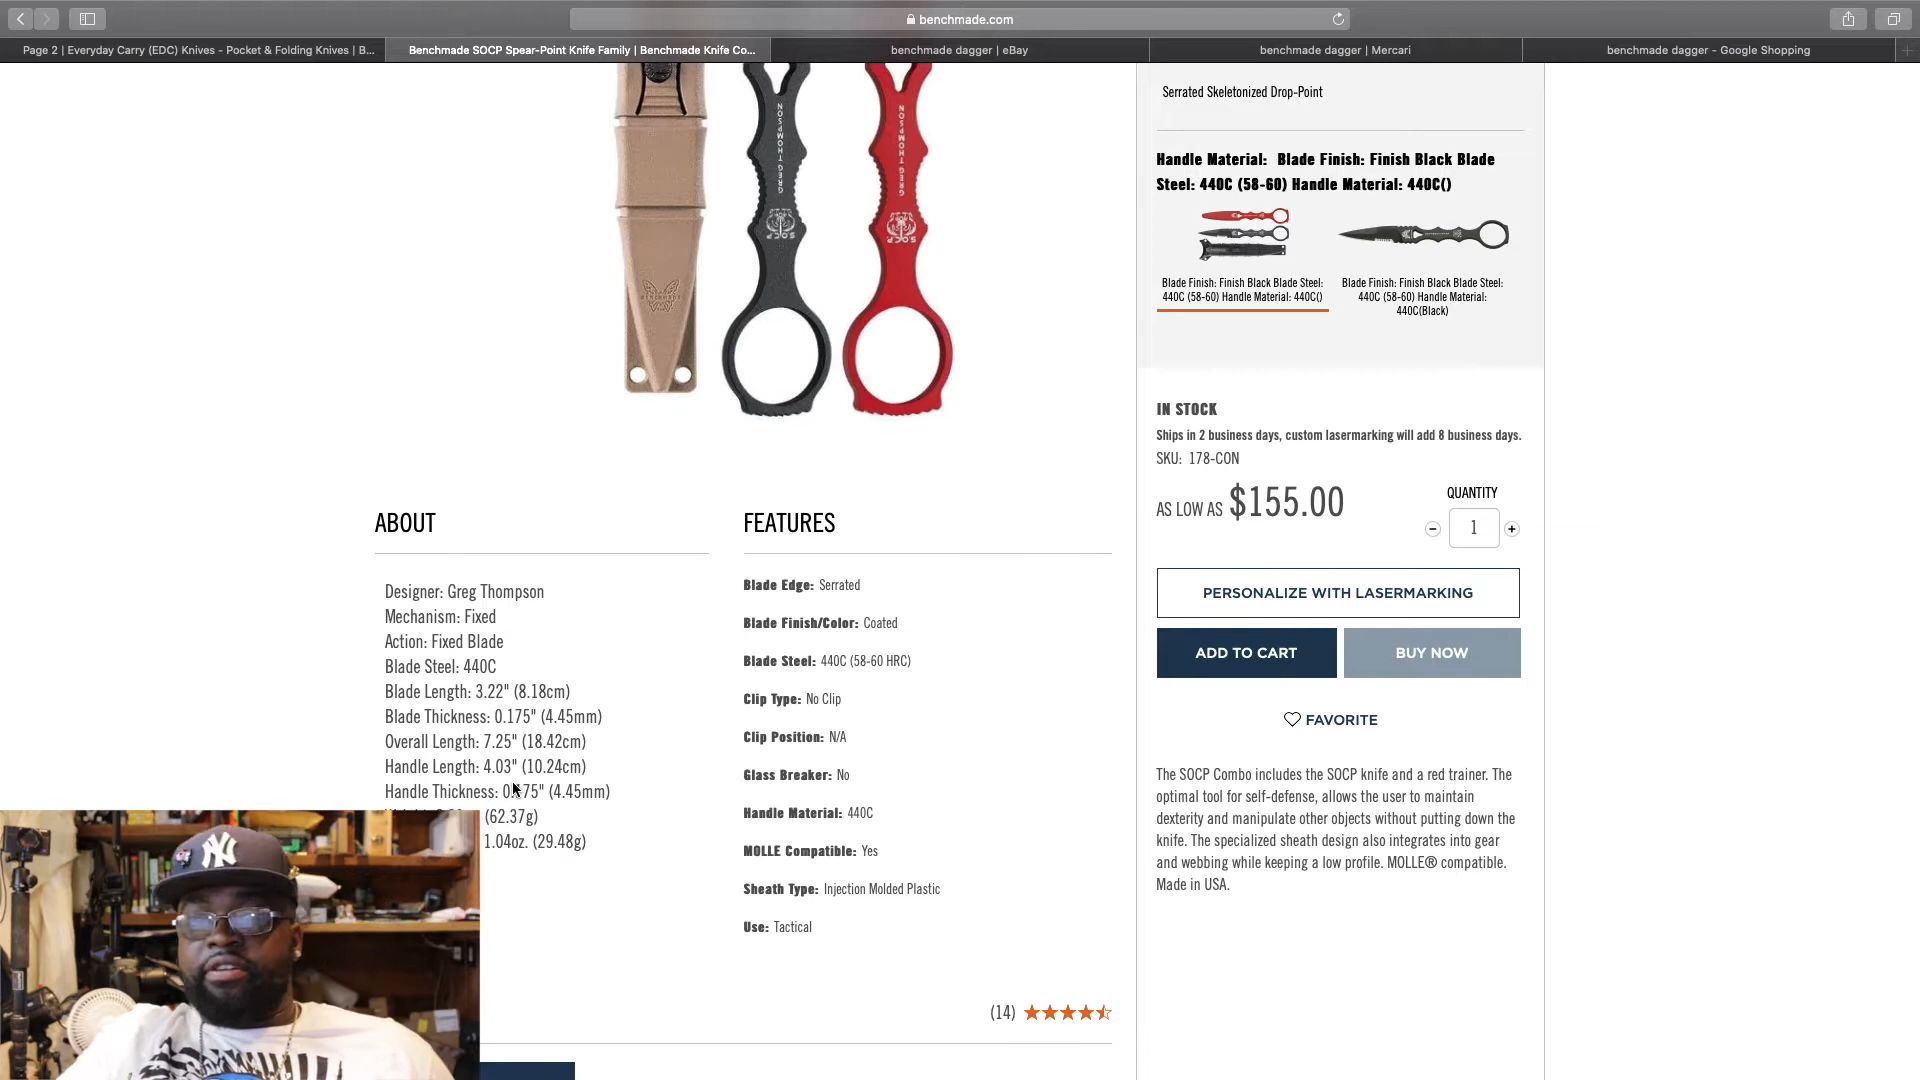 benchmade.com
Page 2 | Everyday Carry (EDC) Knives - Pocket & Folding Knives | B...
Benchmade SOCP Spear-Point Knife Family | Benchmade Knife Co...
benchmade dagger | eBay
benchmade dagger | Mercari
benchmade dagger - Google Shopping
GREG THOMPSON
SOCP
GREG THOMPSON
SOCP
BENCHMADE
Serrated Skeletonized Drop-Point
Handle Material: Blade Finish: Finish Black Blade
Steel: 440C (58-60) Handle Material: 440C()
Blade Finish: Finish Black Blade Steel:
440C (58-60) Handle Material: 440C()
Blade Finish: Finish Black Blade Steel:
440C (58-60) Handle Material:
440C(Black)
IN STOCK
Ships in 2 business days, custom lasermarking will add 8 business days.
SKU: 178-CON
AS LOW AS $155.00
QUANTITY
1
PERSONALIZE WITH LASERMARKING
ADD TO CART
BUY NOW
FAVORITE
The SOCP Combo includes the SOCP knife and a red trainer. The
optimal tool for self-defense, allows the user to maintain
dexterity and manipulate other objects without putting down the
knife. The specialized sheath design also integrates into gear
and webbing while keeping a low profile. MOLLE® compatible.
Made in USA.
ABOUT
Designer: Greg Thompson
Mechanism: Fixed
Action: Fixed Blade
Blade Steel: 440C
Blade Length: 3.22" (8.18cm)
Blade Thickness: 0.175" (4.45mm)
Overall Length: 7.25" (18.42cm)
Handle Length: 4.03" (10.24cm)
Handle Thickness: 0.175" (4.45mm)
(62.37g)
1.04oz. (29.48g)
FEATURES
Blade Edge: Serrated
Blade Finish/Color: Coated
Blade Steel: 440C (58-60 HRC)
Clip Type: No Clip
Clip Position: N/A
Glass Breaker: No
Handle Material: 440C
MOLLE Compatible: Yes
Sheath Type: Injection Molded Plastic
Use: Tactical
(14)
NY